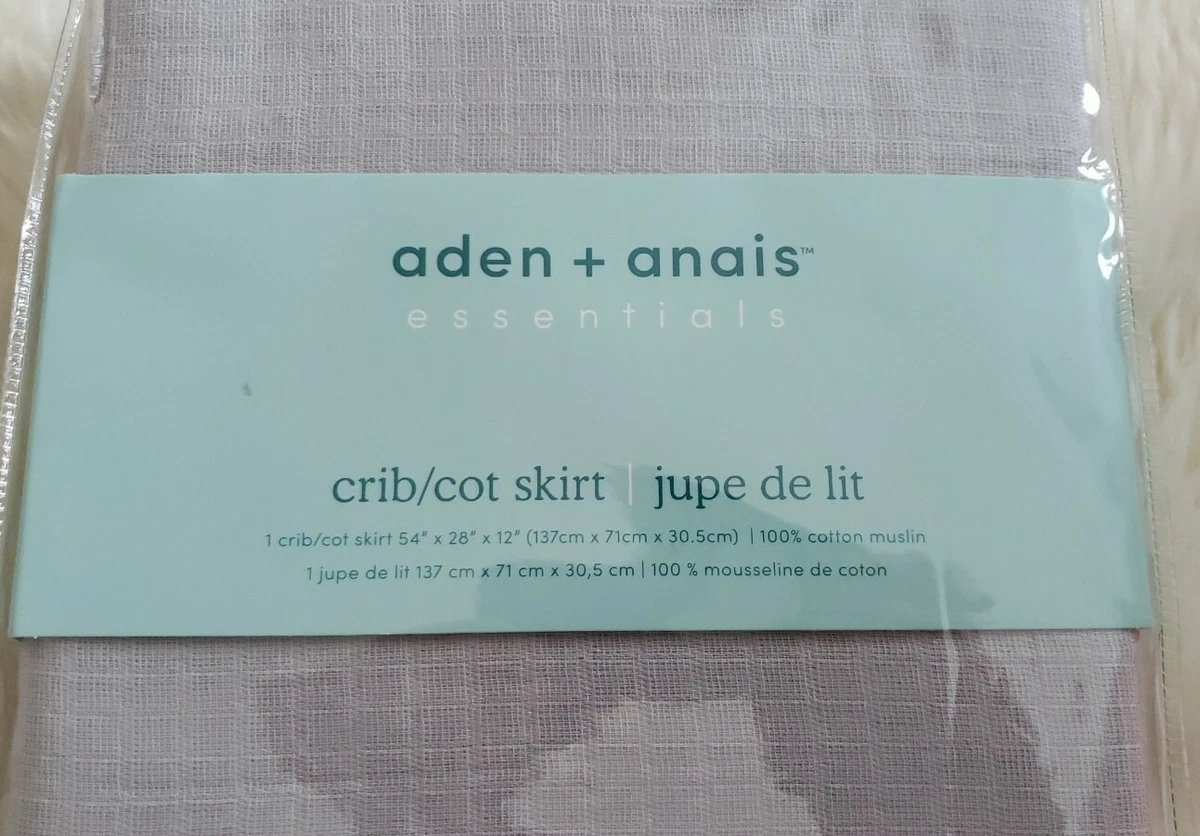 aden + anais™
essentials
crib/cot skirt | jupe de lit
1 crib/cot skirt 54" x 28" x 12" (137cm x 71cm x 30.5cm) | 100% cotton muslin
1 jupe de lit 137 cm x 71 cm x 30,5 cm | 100 % mousseline de coton